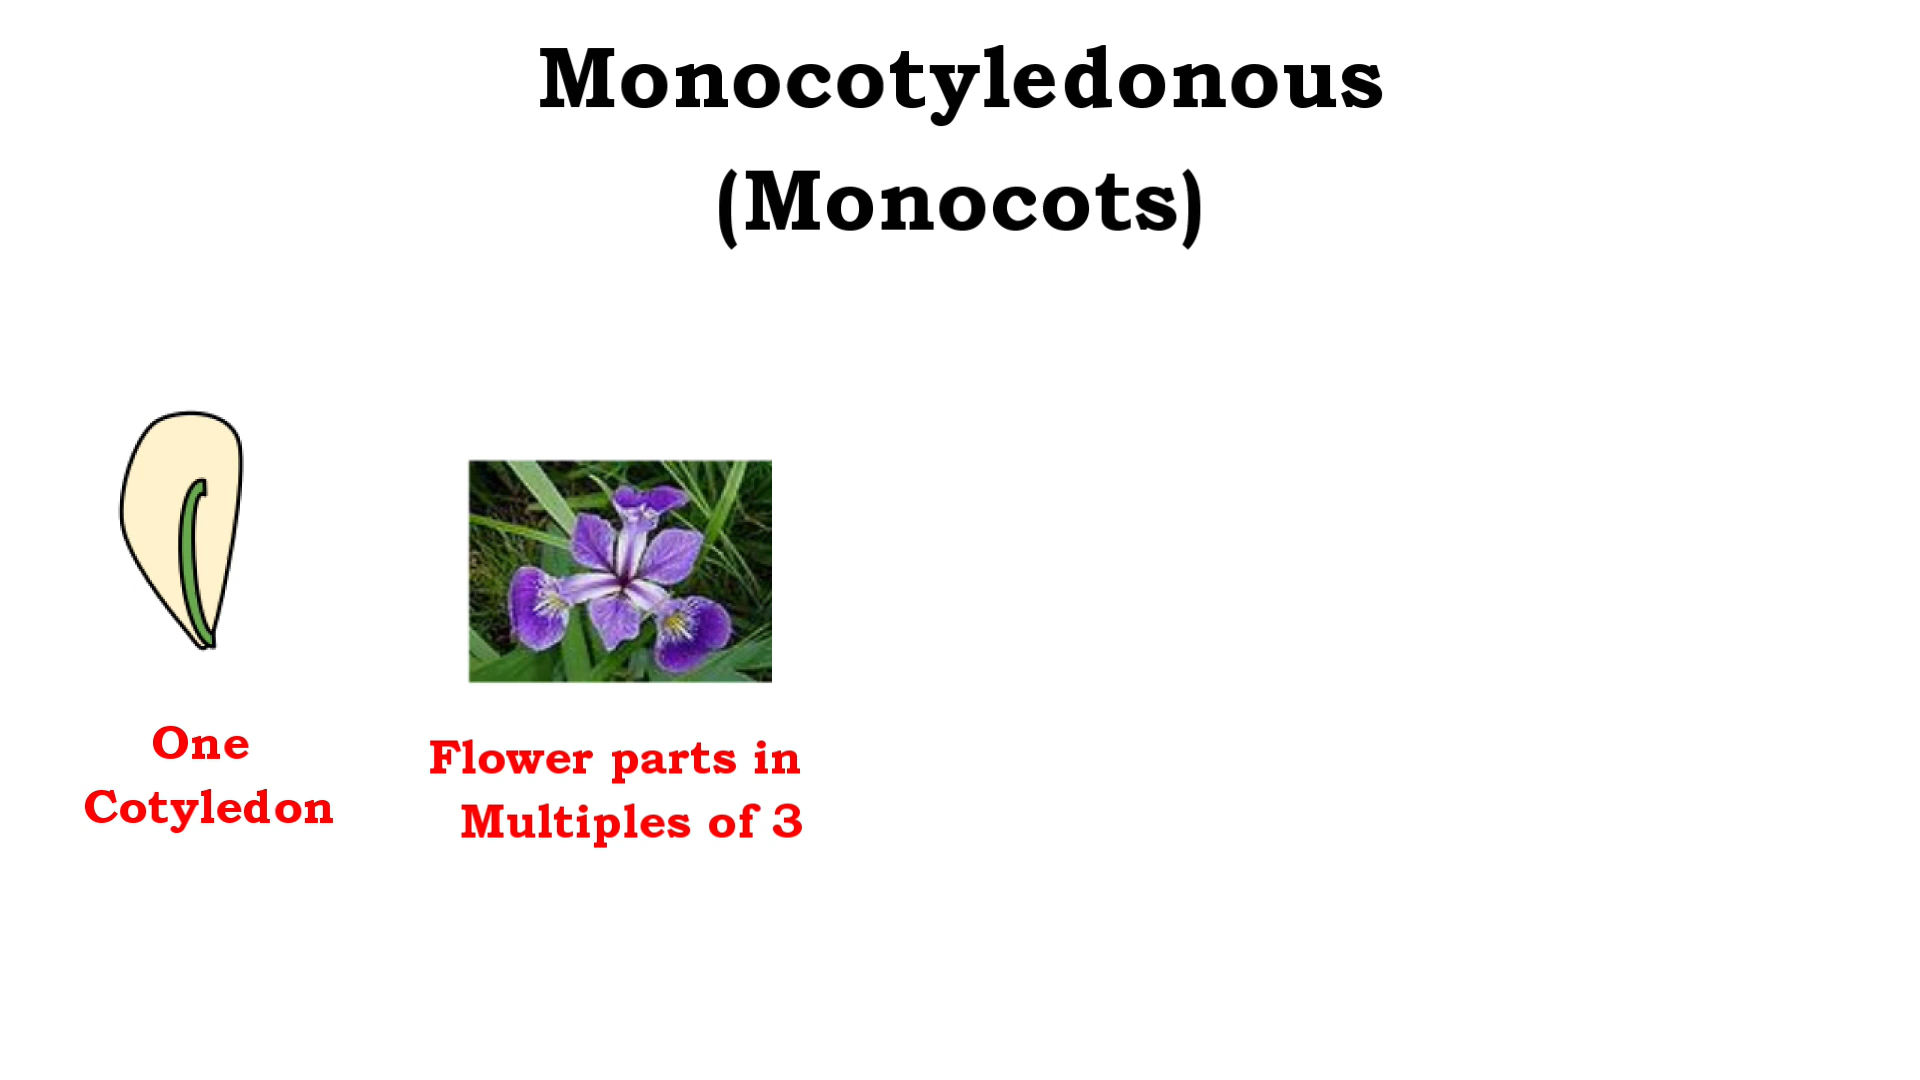 Monocotyledonous
(Monocots)
One
Cotyledon
Flower parts in
Multiples of 3